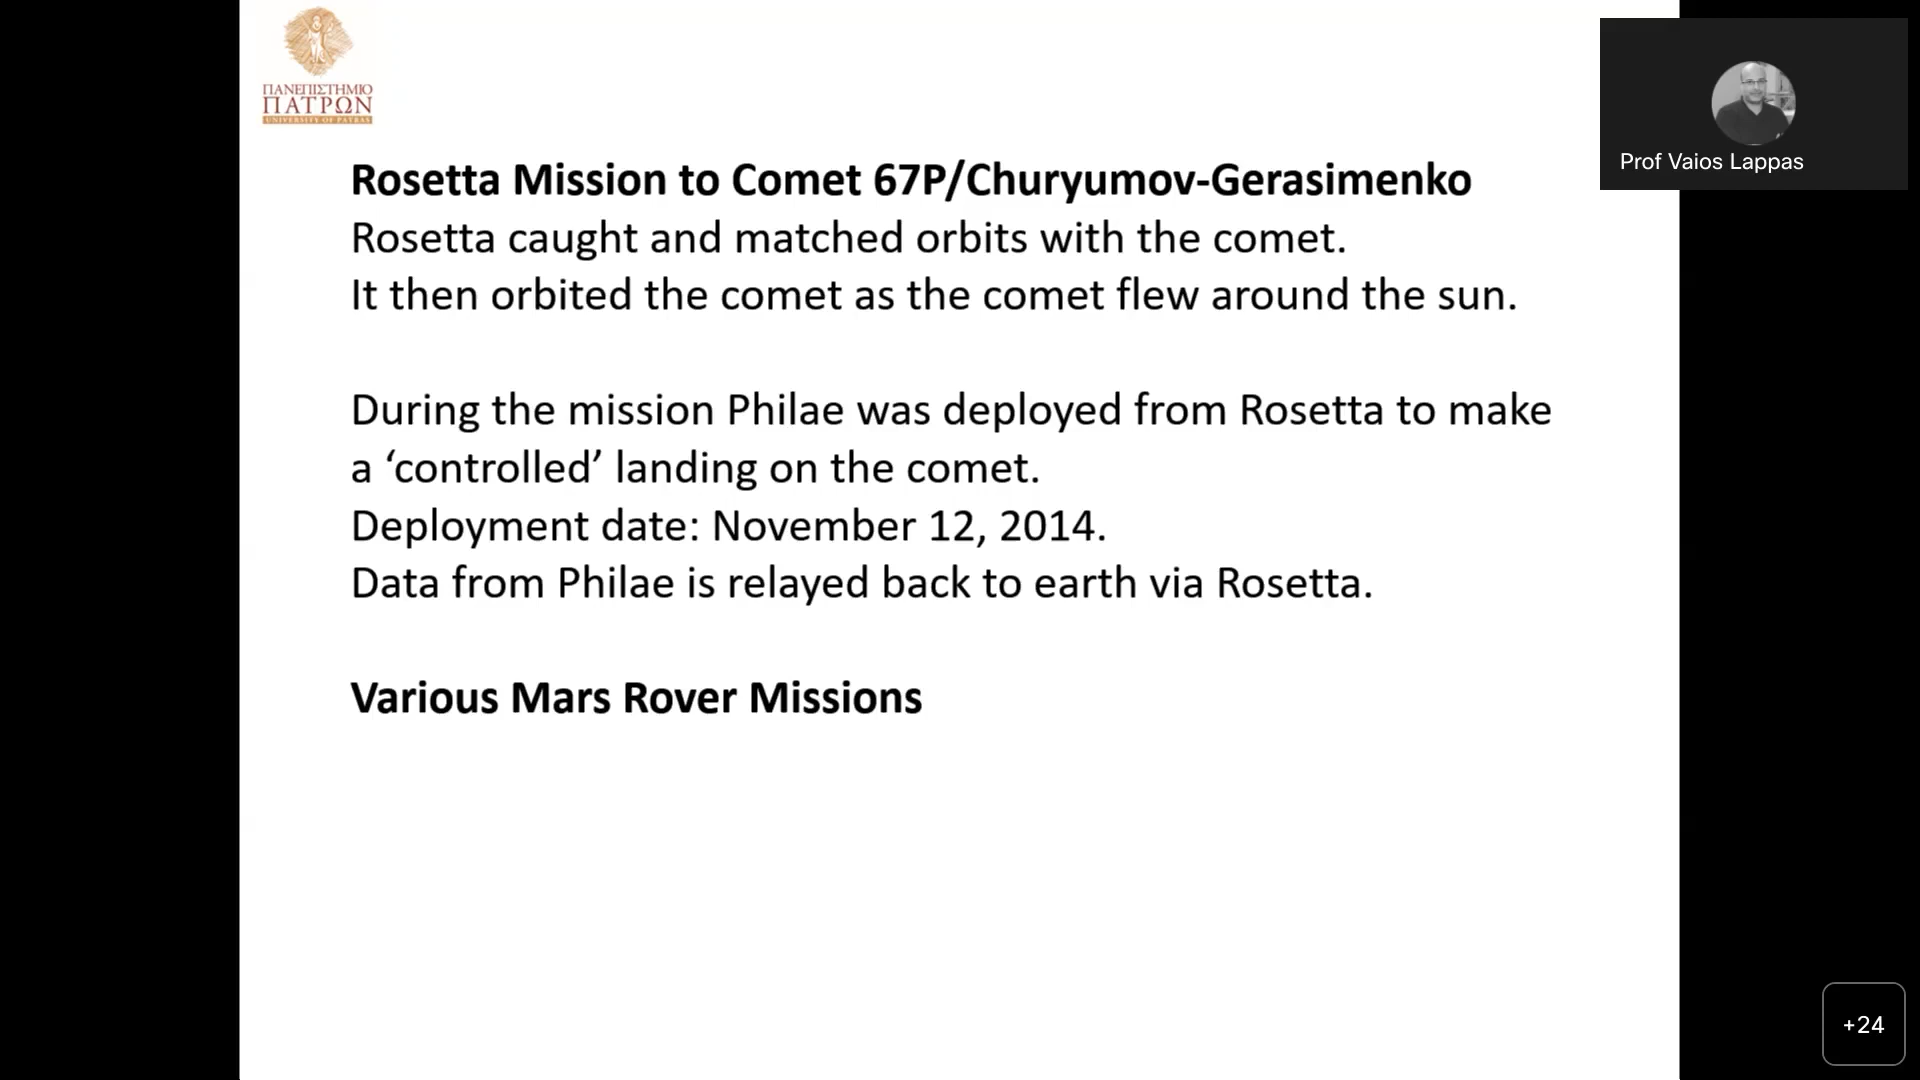 ΠΑΝΕΠΙΣΤΗΜΙΟ
ΠΑΤΡΩΝ
UNIVERSITY OF PATRAS
Prof Vaios Lappas
Rosetta Mission to Comet 67P/Churyumov-Gerasimenko
Rosetta caught and matched orbits with the comet.
It then orbited the comet as the comet flew around the sun.
During the mission Philae was deployed from Rosetta to make
a ‘controlled’ landing on the comet.
Deployment date: November 12, 2014.
Data from Philae is relayed back to earth via Rosetta.
Various Mars Rover Missions
+24